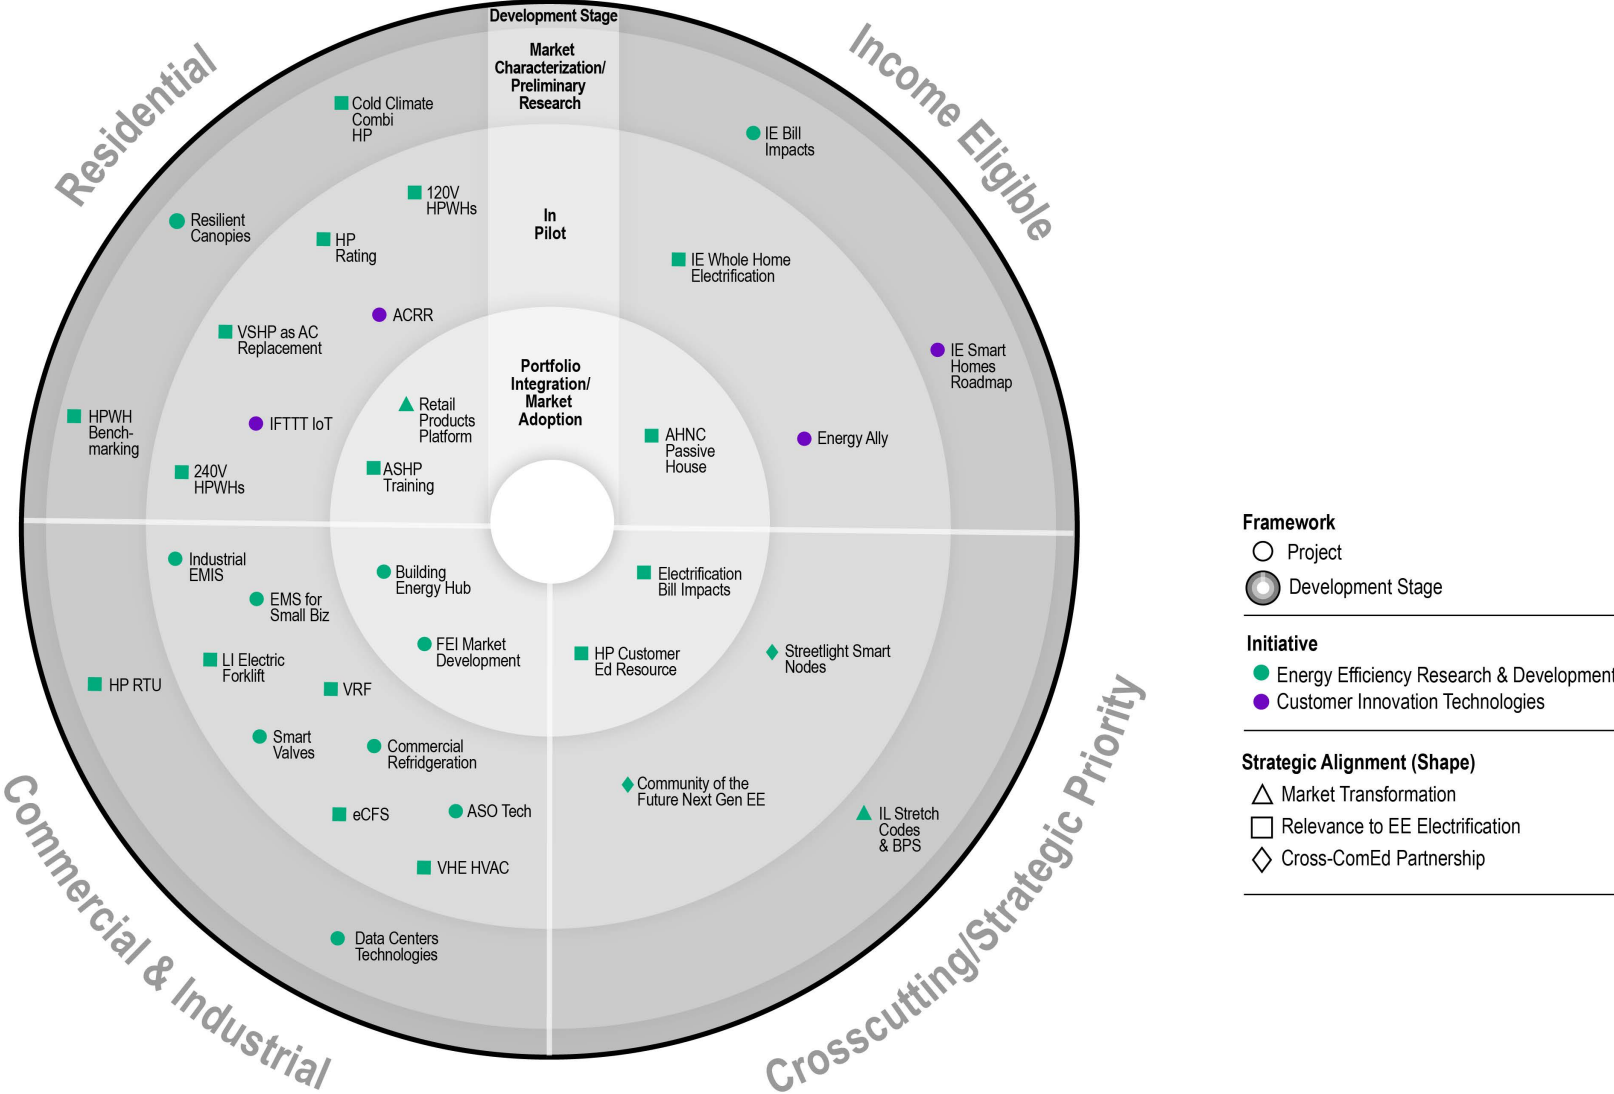 Development Stage
Market
Characterization/
Preliminary
Research
In
Pilot
Portfolio
Integration/
Market
Adoption
Residential
Cold Climate
Combi
HP
120V
HPWHs
Resilient
Canopies
HP
Rating
ACRR
VSHP as AC
Replacement
HPWH
Bench-
marking
IFTTT IoT
240V
HPWHs
Retail
Products
Platform
ASHP
Training
Income Eligible
IE Bill
Impacts
IE Whole Home
Electrification
IE Smart
Homes
Roadmap
Energy Ally
AHNC
Passive
House
Industrial
EMIS
EMS for
Small Biz
Building
Energy Hub
FEI Market
Development
LI Electric
Forklift
HP RTU
VRF
Smart
Valves
Commercial
Refridgeration
eCFS
ASO Tech
VHE HVAC
Data Centers
Technologies
Commercial & Industrial
Electrification
Bill Impacts
HP Customer
Ed Resource
Streetlight Smart
Nodes
Community of the
Future Next Gen EE
IL Stretch
Codes
& BPS
Crosscutting/Strategic Priority
Framework
Project
Development Stage
Initiative
Energy Efficiency Research & Development
Customer Innovation Technologies
Strategic Alignment (Shape)
Market Transformation
Relevance to EE Electrification
Cross-ComEd Partnership